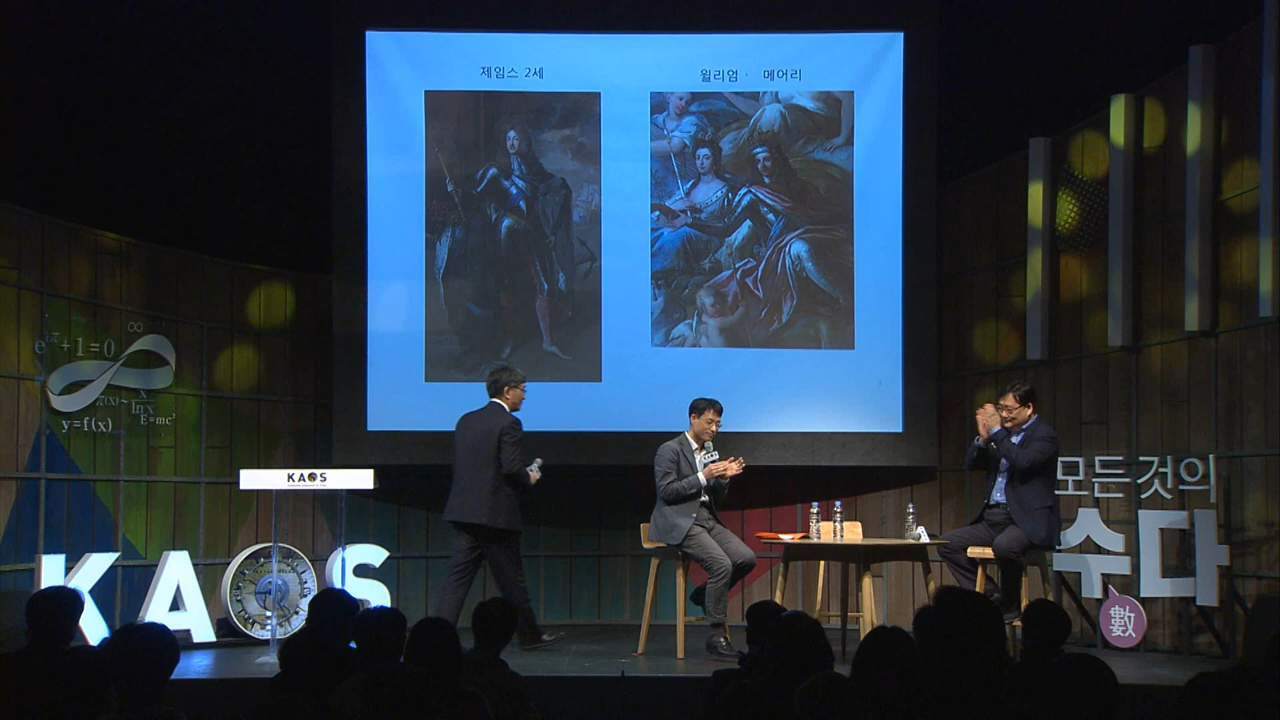 제임스 2세
윌리엄 · 메어리
∞
e^iπ+1=0
π(x)~x/ln x
E=mc²
y=f(x)
KAOS
KAOS
모든것의
수다
數